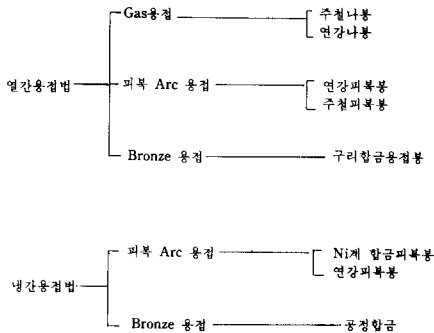 Gas용접
주철나봉
연강나봉
열간용접법
피복 Arc 용접
연강피복봉
주철피복봉
Bronze 용접
구리합금용접봉
냉간용접법
피복 Arc 용접
Ni계 합금피복봉
연강피복봉
Bronze 용접
공정합금